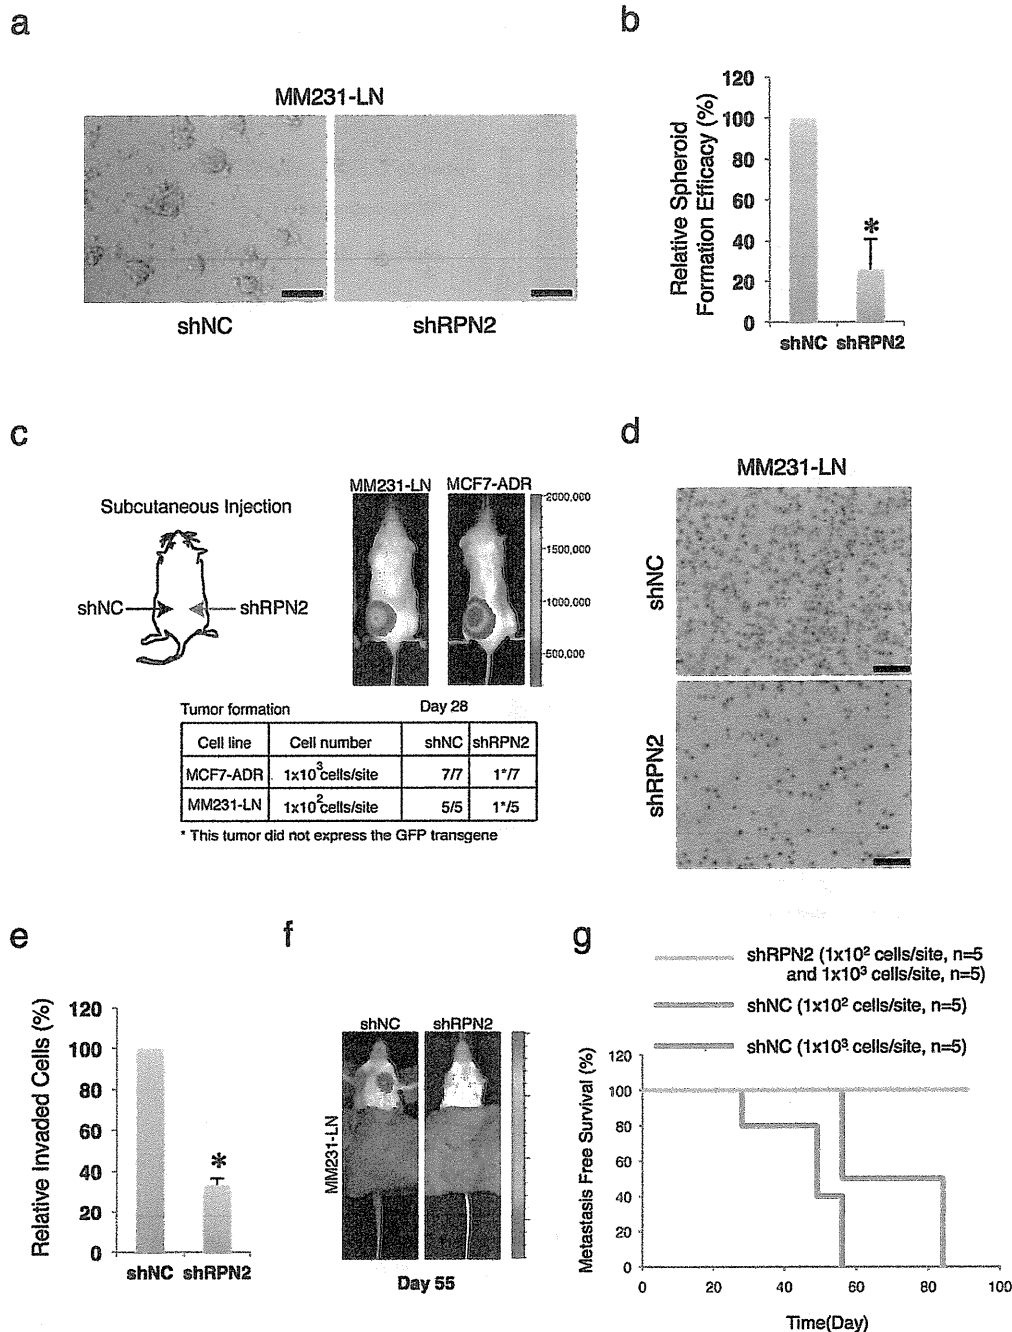 a
MM231-LN
shNC
shRPN2
b
Relative Spheroid
Formation Efficacy (%)
120
100
80
60
40
20
0
*
shNC shRPN2
c
Subcutaneous Injection
shNC
shRPN2
MM231-LN
MCF7-ADR
2000,000
1500,000
1000,000
500,000
Tumor formation
Day 28
Cell line Cell number shNC shRPN2
MCF7-ADR 1x10³cells/site 7/7 1*/7
MM231-LN 1x10²cells/site 5/5 1*/5
* This tumor did not express the GFP transgene
d
MM231-LN
shNC
shRPN2
e
Relative Invaded Cells (%)
120
100
80
60
40
20
0
*
shNC shRPN2
f
shNC shRPN2
MM231-LN
Day 55
g
shRPN2 (1x10² cells/site, n=5
and 1x10³ cells/site, n=5)
shNC (1x10² cells/site, n=5)
shNC (1x10³ cells/site, n=5)
Metastasis Free Survival (%)
120
100
80
60
40
20
0
0 20 40 60 80 100
Time(Day)